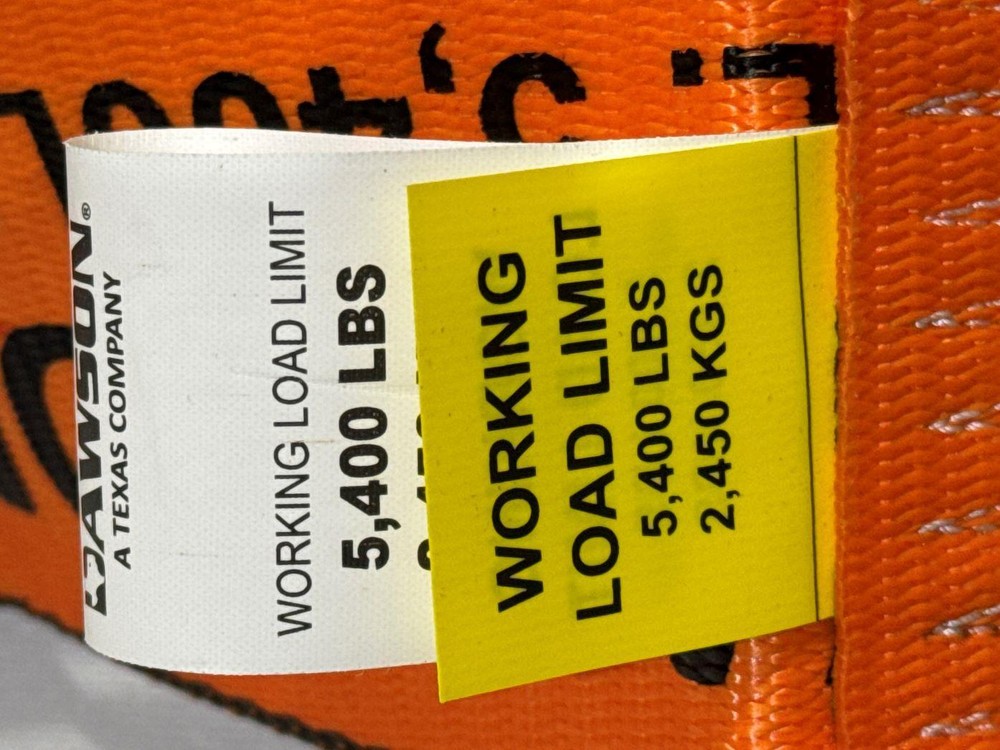 DAWSON®
A TEXAS COMPANY
WORKING LOAD LIMIT
5,400 LBS
WORKING
LOAD LIMIT
5,400 LBS
2,450 KGS